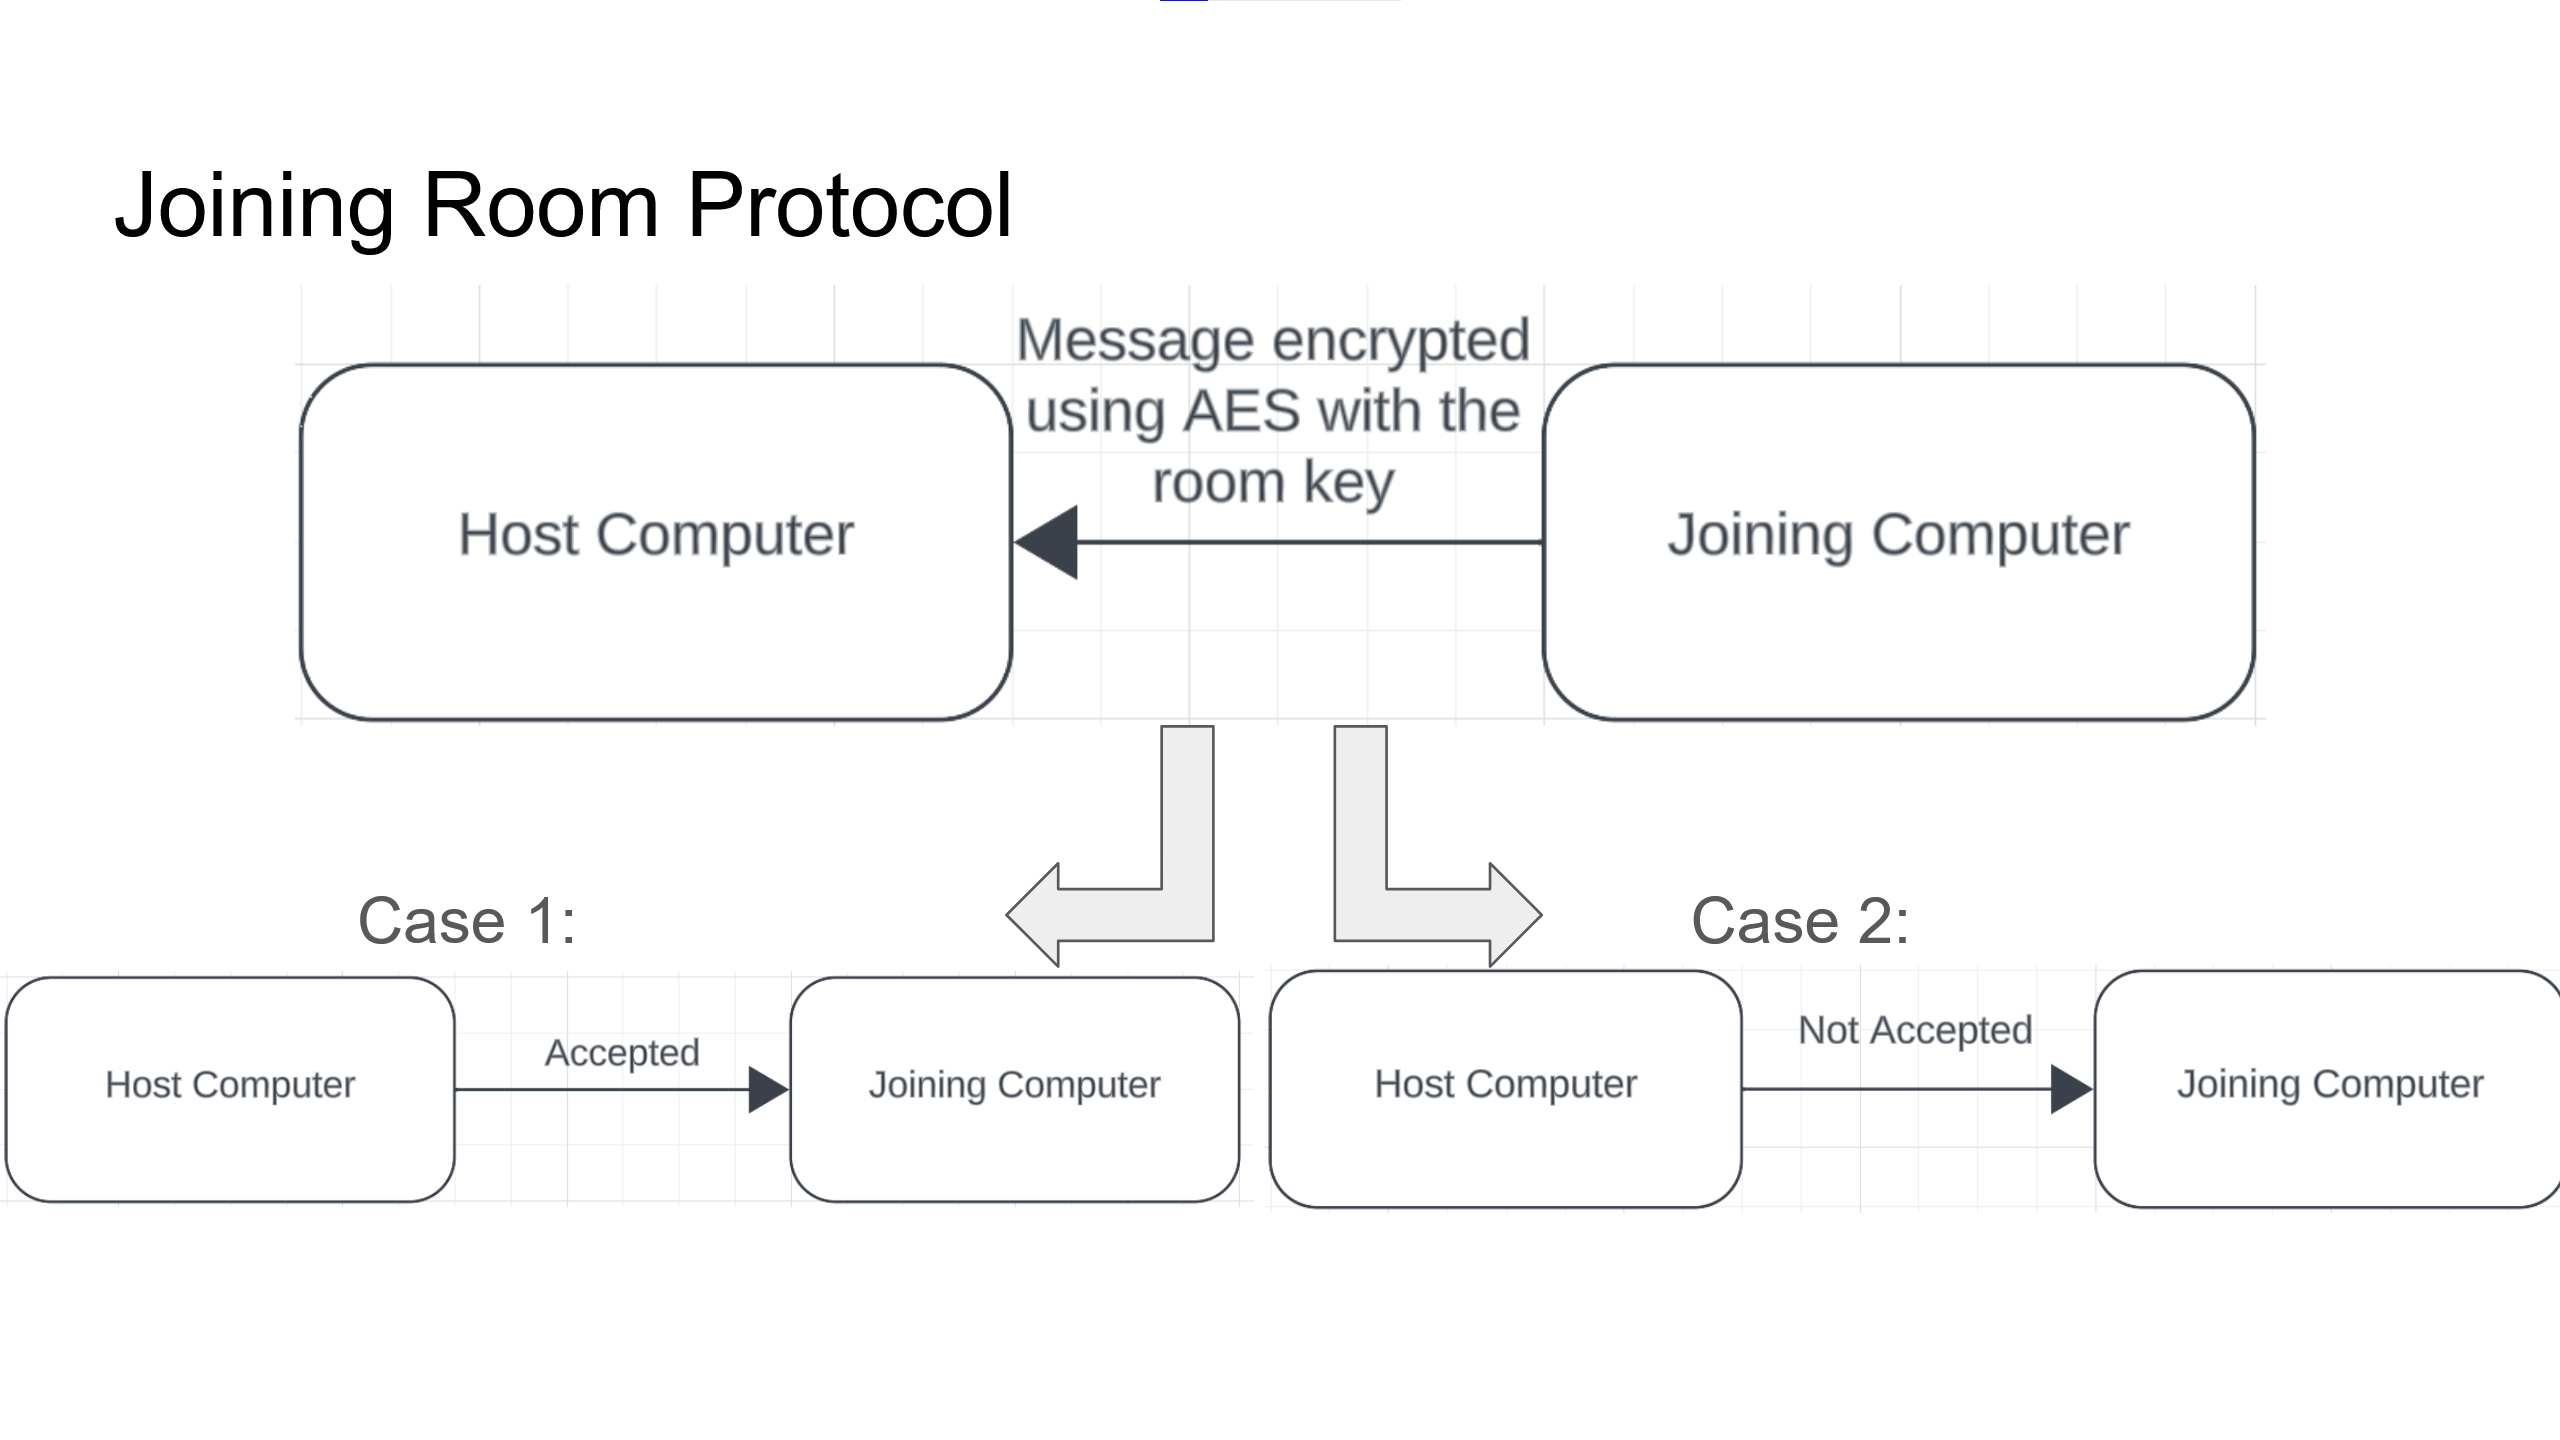 Joining Room Protocol
Message encrypted
using AES with the
room key
Host Computer
Joining Computer
Case 1:
Case 2:
Host Computer
Accepted
Joining Computer
Host Computer
Not Accepted
Joining Computer